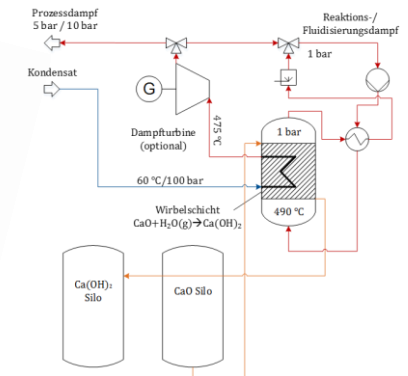 Prozessdampf
5 bar / 10 bar
Reaktions-/
Fluidisierungsdampf
1 bar
Kondensat
G
Dampfturbine
(optional)
475 °C
1 bar
60 °C/100 bar
Wirbelschicht
CaO+H₂O(g)→Ca(OH)₂
490 °C
Ca(OH)₂
Silo
CaO Silo